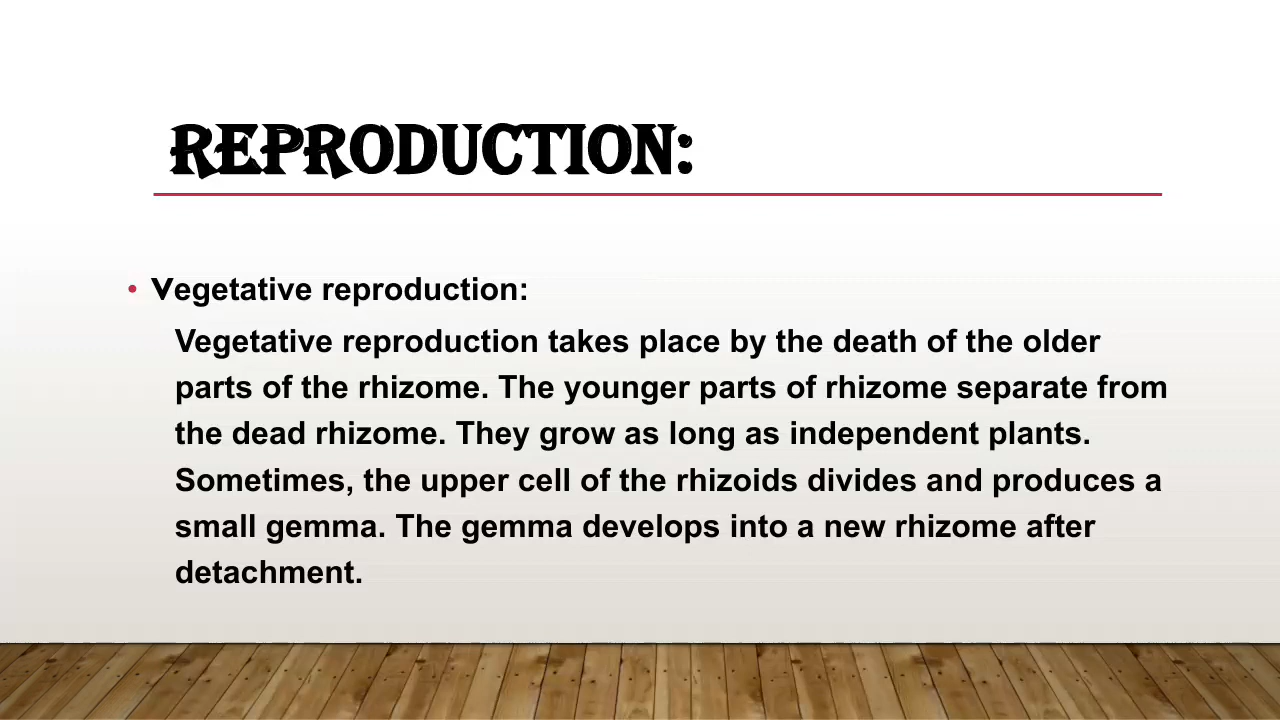 REPRODUCTION:
• Vegetative reproduction:
Vegetative reproduction takes place by the death of the older
parts of the rhizome. The younger parts of rhizome separate from
the dead rhizome. They grow as long as independent plants.
Sometimes, the upper cell of the rhizoids divides and produces a
small gemma. The gemma develops into a new rhizome after
detachment.